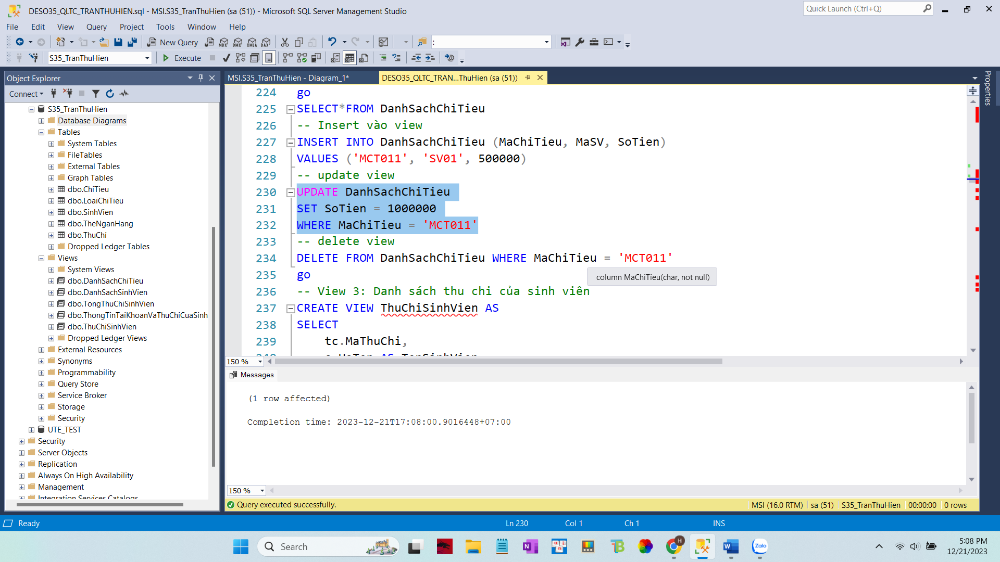 DESO35_QLTC_TRANTHUHIEN.sql - MSI.S35_TranThuHien (sa (51)) - Microsoft SQL Server Management Studio
Quick Launch (Ctrl+Q)
File Edit View Query Project Tools Window Help
New Query MDX DMX XMLA DAX :
S35_TranThuHien Execute
Object Explorer
Connect
S35_TranThuHien
Database Diagrams
Tables
System Tables
FileTables
External Tables
Graph Tables
dbo.ChiTieu
dbo.LoaiChiTieu
dbo.SinhVien
dbo.TheNganHang
dbo.ThuChi
Dropped Ledger Tables
Views
System Views
dbo.DanhSachChiTieu
dbo.DanhSachSinhVien
dbo.TongThuChiSinhVien
dbo.ThongTinTaiKhoanVaThuChiCuaSinh
dbo.ThuChiSinhVien
Dropped Ledger Views
External Resources
Synonyms
Programmability
Query Store
Service Broker
Storage
Security
UTE_TEST
Security
Server Objects
Replication
Always On High Availability
Management
Integration Services Catalogs
MSI.S35_TranThuHien - Diagram_1*
DESO35_QLTC_TRAN...ThuHien (sa (51))
Properties
224 go
225 SELECT*FROM DanhSachChiTieu
226 -- Insert vào view
227 INSERT INTO DanhSachChiTieu (MaChiTieu, MaSV, SoTien)
228 VALUES ('MCT011', 'SV01', 500000)
229 -- update view
230 UPDATE DanhSachChiTieu
231 SET SoTien = 1000000
232 WHERE MaChiTieu = 'MCT011'
233 -- delete view
234 DELETE FROM DanhSachChiTieu WHERE MaChiTieu = 'MCT011'
235 go
column MaChiTieu(char, not null)
236 -- View 3: Danh sách thu chi của sinh viên
237 CREATE VIEW ThuChiSinhVien AS
238 SELECT
239 tc.MaThuChi,
150 %
Messages
(1 row affected)
Completion time: 2023-12-21T17:08:00.9016448+07:00
150 %
Query executed successfully.
MSI (16.0 RTM) sa (51) S35_TranThuHien 00:00:00 0 rows
Ready Ln 230 Col 1 Ch 1 INS
Search
Zalo
5:08 PM
12/21/2023